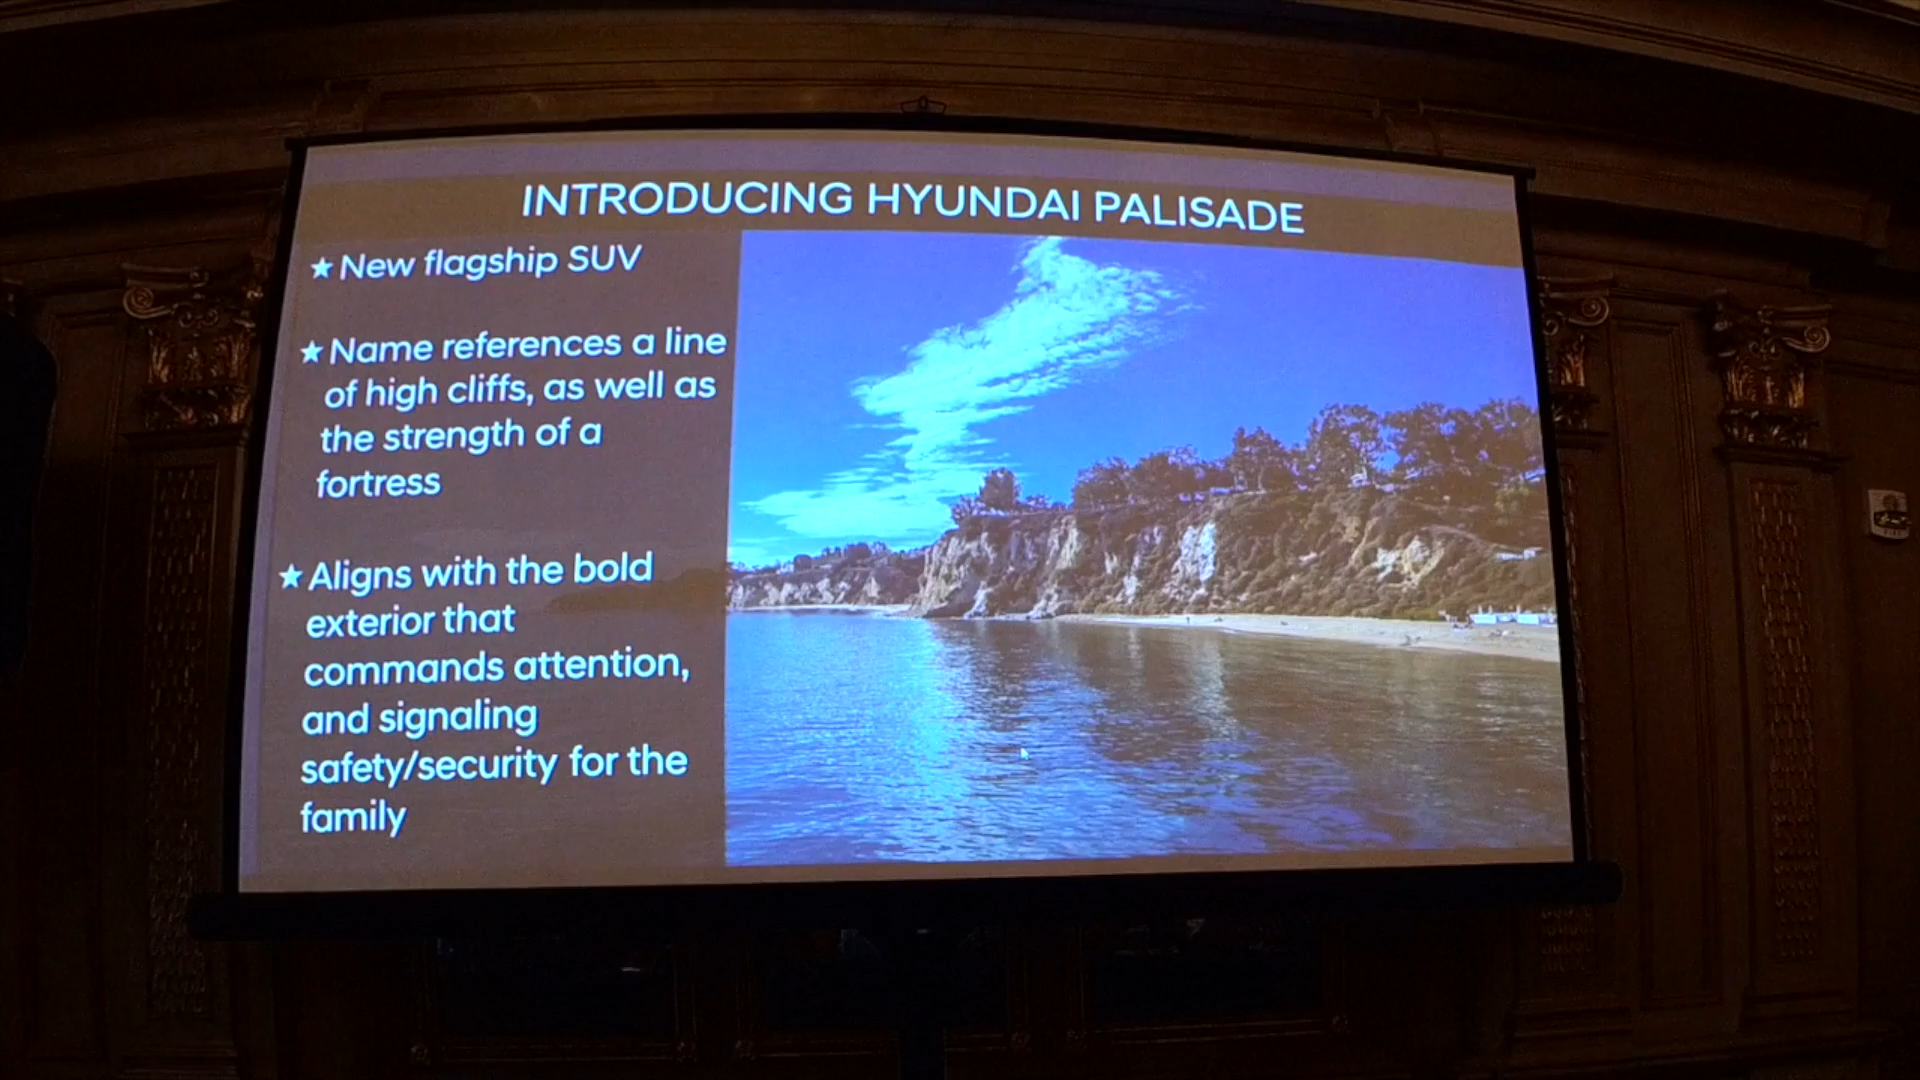 INTRODUCING HYUNDAI PALISADE
★ New flagship SUV
★ Name references a line
of high cliffs, as well as
the strength of a
fortress
★ Aligns with the bold
exterior that
commands attention,
and signaling
safety/security for the
family